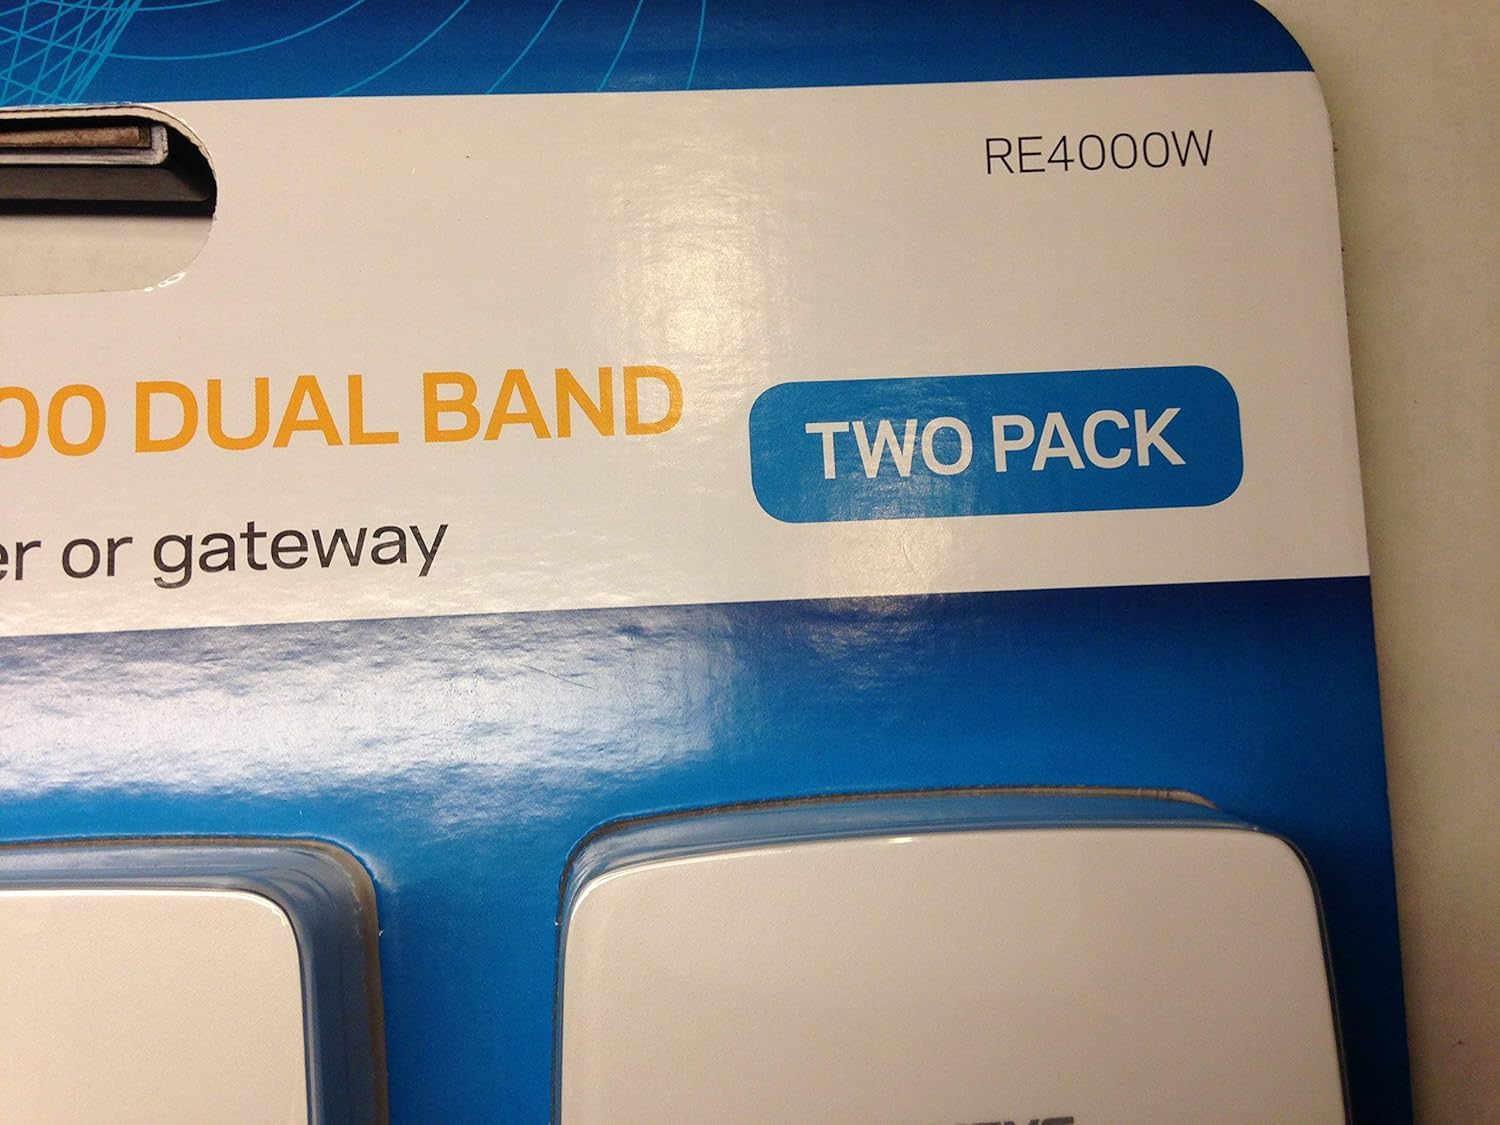 RE4000W
00 DUAL BAND
TWO PACK
er or gateway